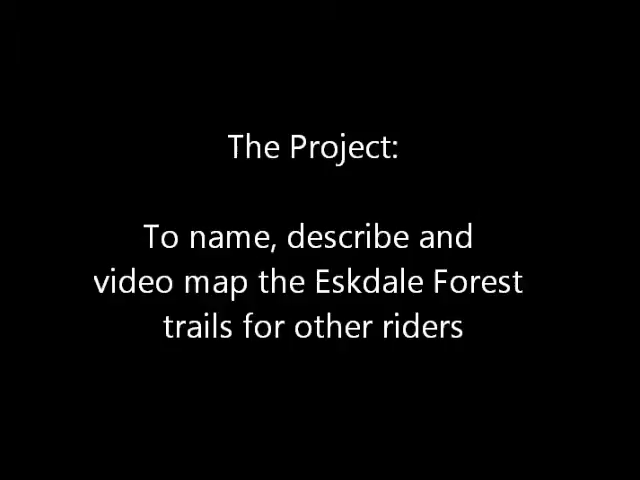 The Project:
To name, describe and
video map the Eskdale Forest
trails for other riders